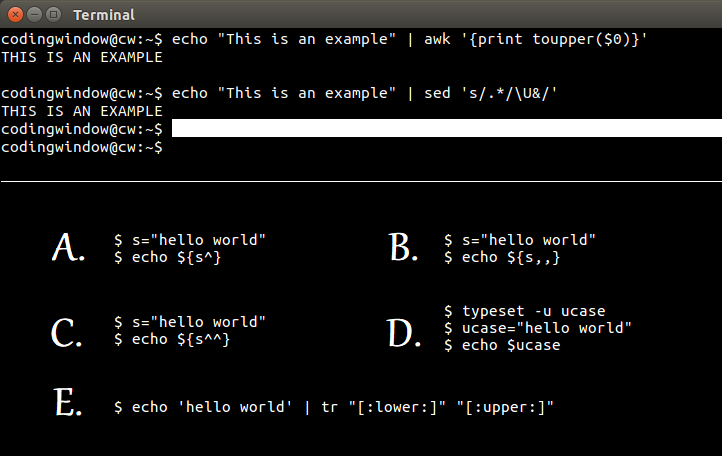 Terminal
codingwindow@cw:~$ echo "This is an example" | awk '{print toupper($0)}'
THIS IS AN EXAMPLE
codingwindow@cw:~$ echo "This is an example" | sed 's/.*/\U&/'
THIS IS AN EXAMPLE
codingwindow@cw:~$
codingwindow@cw:~$
A.
$ s="hello world"
$ echo ${s^}
B.
$ s="hello world"
$ echo ${s,,}
C.
$ s="hello world"
$ echo ${s^^}
D.
$ typeset -u ucase
$ ucase="hello world"
$ echo $ucase
E.
$ echo 'hello world' | tr "[:lower:]" "[:upper:]"